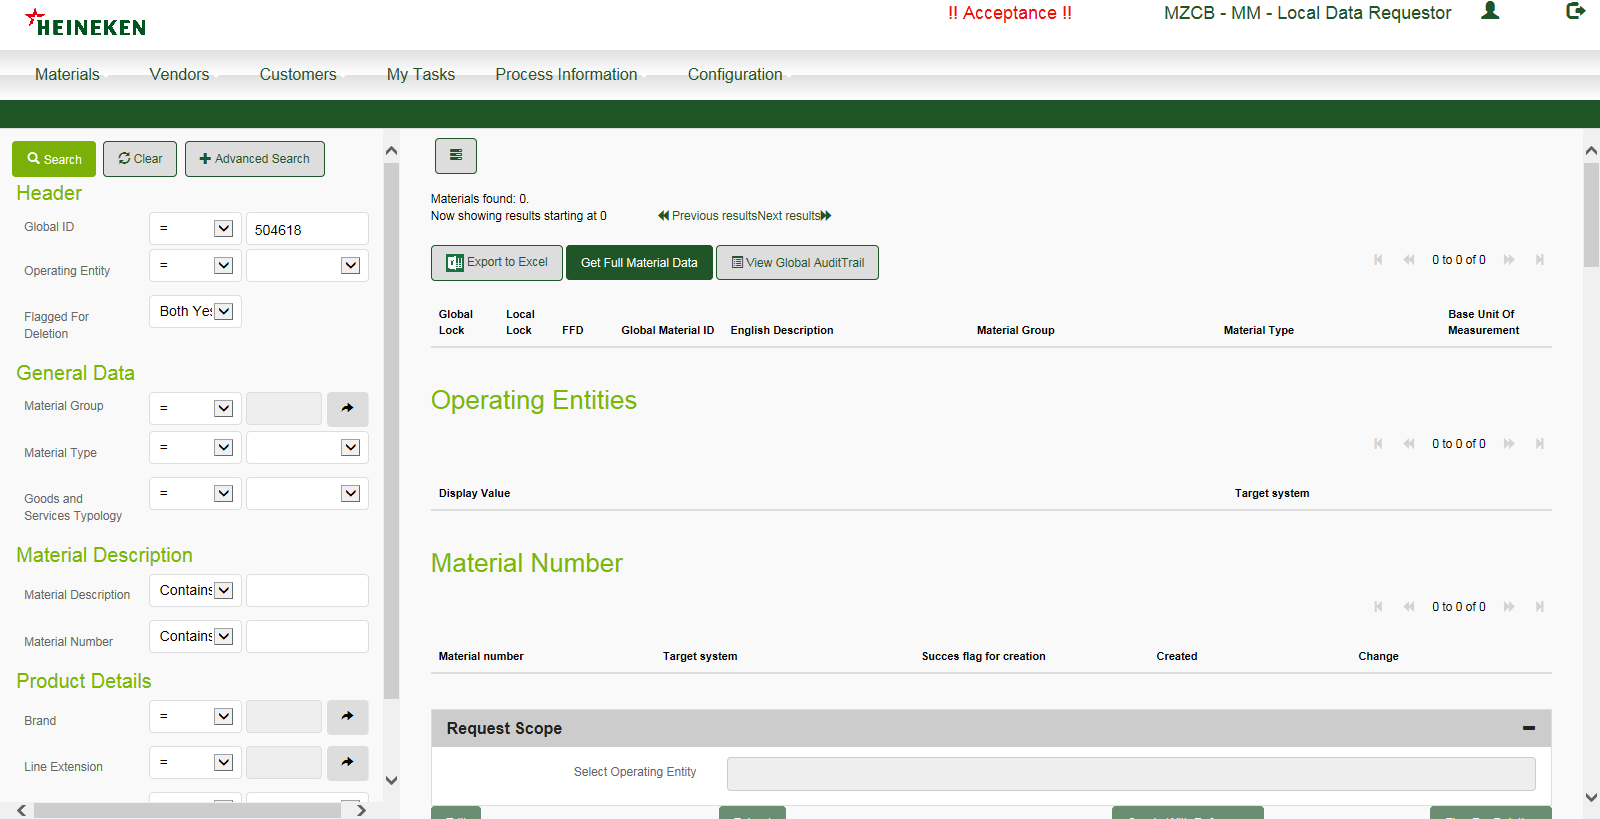 HEINEKEN
!! Acceptance !!
MZCB - MM - Local Data Requestor
Materials
Vendors
Customers
My Tasks
Process Information
Configuration
Search
Clear
Advanced Search
Header
Global ID
=
504618
Operating Entity
=
Flagged For
Deletion
Both Yes
General Data
Material Group
=
Material Type
=
Goods and
Services Typology
=
Material Description
Material Description
Contains
Material Number
Contains
Product Details
Brand
=
Line Extension
=
Materials found: 0.
Now showing results starting at 0
Previous resultsNext results
Export to Excel
Get Full Material Data
View Global AuditTrail
0 to 0 of 0
Global
Lock
Local
Lock
FFD
Global Material ID
English Description
Material Group
Material Type
Base Unit Of
Measurement
Operating Entities
0 to 0 of 0
Display Value
Target system
Material Number
0 to 0 of 0
Material number
Target system
Succes flag for creation
Created
Change
Request Scope
Select Operating Entity